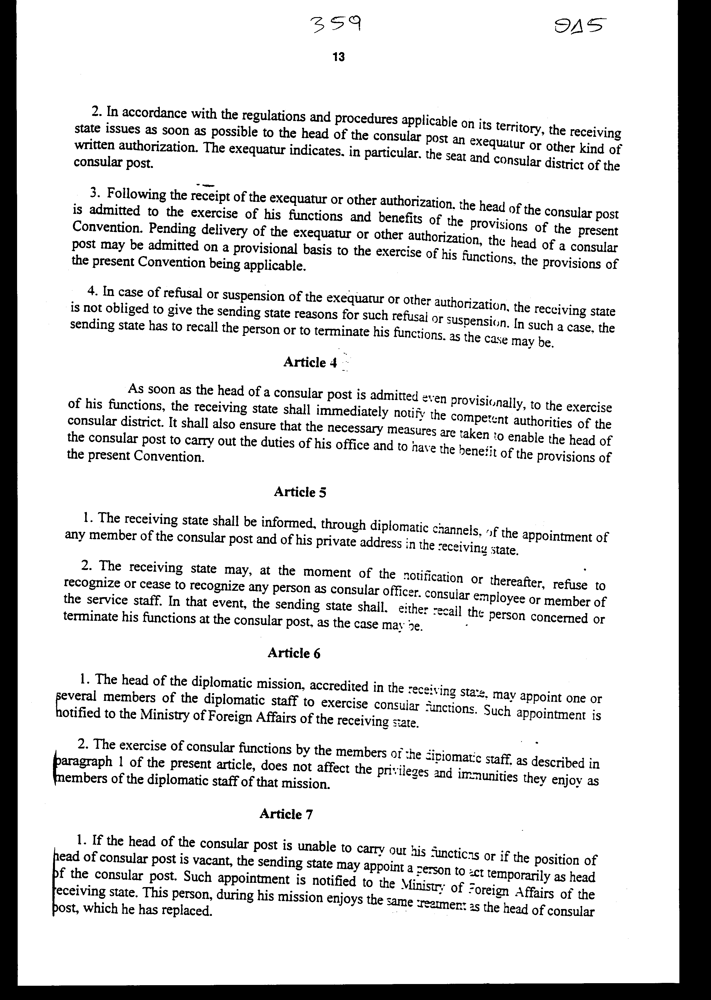 359
13
2. In accordance with the regulations and procedures applicable on its territory, the receiving
state issues as soon as possible to the head of the consular post an exequatur or other kind of
written authorization. The exequatur indicates, in particular, the seat and consular district of the
consular post.
3. Following the receipt of the exequatur or other authorization, the head of the consular post
is admitted to the exercise of his functions and benefits of the provisions of the present
Convention. Pending delivery of the exequatur or other authorization, the head of a consular
post may be admitted on a provisional basis to the exercise of his functions, the provisions of
the present Convention being applicable.
4. In case of refusal or suspension of the exequatur or other authorization, the receiving state
is not obliged to give the sending state reasons for such refusal or suspension. In such a case, the
sending state has to recall the person or to terminate his functions, as the case may be.
Article 4
As soon as the head of a consular post is admitted even provisionally, to the exercise
of his functions, the receiving state shall immediately notify the competent authorities of the
consular district. It shall also ensure that the necessary measures are taken to enable the head of
the consular post to carry out the duties of his office and to have the benefit of the provisions of
the present Convention.
Article 5
1. The receiving state shall be informed, through diplomatic channels, of the appointment of
any member of the consular post and of his private address in the receiving state.
2. The receiving state may, at the moment of the notification or thereafter, refuse to
recognize or cease to recognize any person as consular officer, consular employee or member of
the service staff. In that event, the sending state shall, either recall the person concerned or
terminate his functions at the consular post, as the case may be.
Article 6
1. The head of the diplomatic mission, accredited in the receiving state, may appoint one or
several members of the diplomatic staff to exercise consular functions. Such appointment is
notified to the Ministry of Foreign Affairs of the receiving state.
2. The exercise of consular functions by the members of the diplomatic staff, as described in
paragraph 1 of the present article, does not affect the privileges and immunities they enjoy as
members of the diplomatic staff of that mission.
Article 7
1. If the head of the consular post is unable to carry out his functions or if the position of
head of consular post is vacant, the sending state may appoint a person to act temporarily as head
of the consular post. Such appointment is notified to the Ministry of Foreign Affairs of the
receiving state. This person, during his mission enjoys the same treatment as the head of consular
post, which he has replaced.